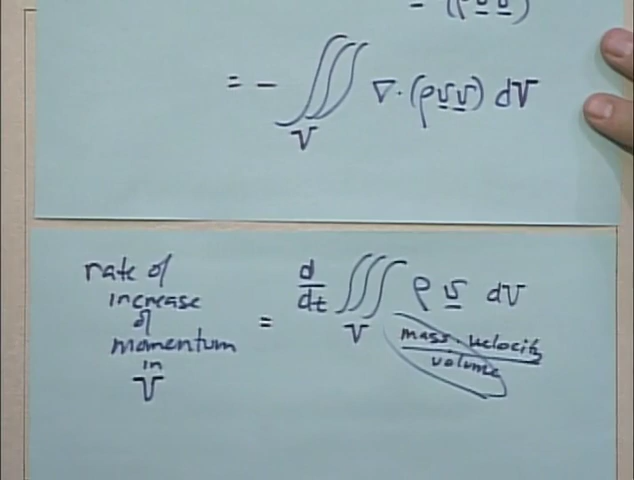 = (ρ v v)
= - ∭ ∇·(ρ v v) dV
V
rate of
increase
of
momentum
in
V
= d/dt ∭ ρ v dV
V
mass · velocity
volume